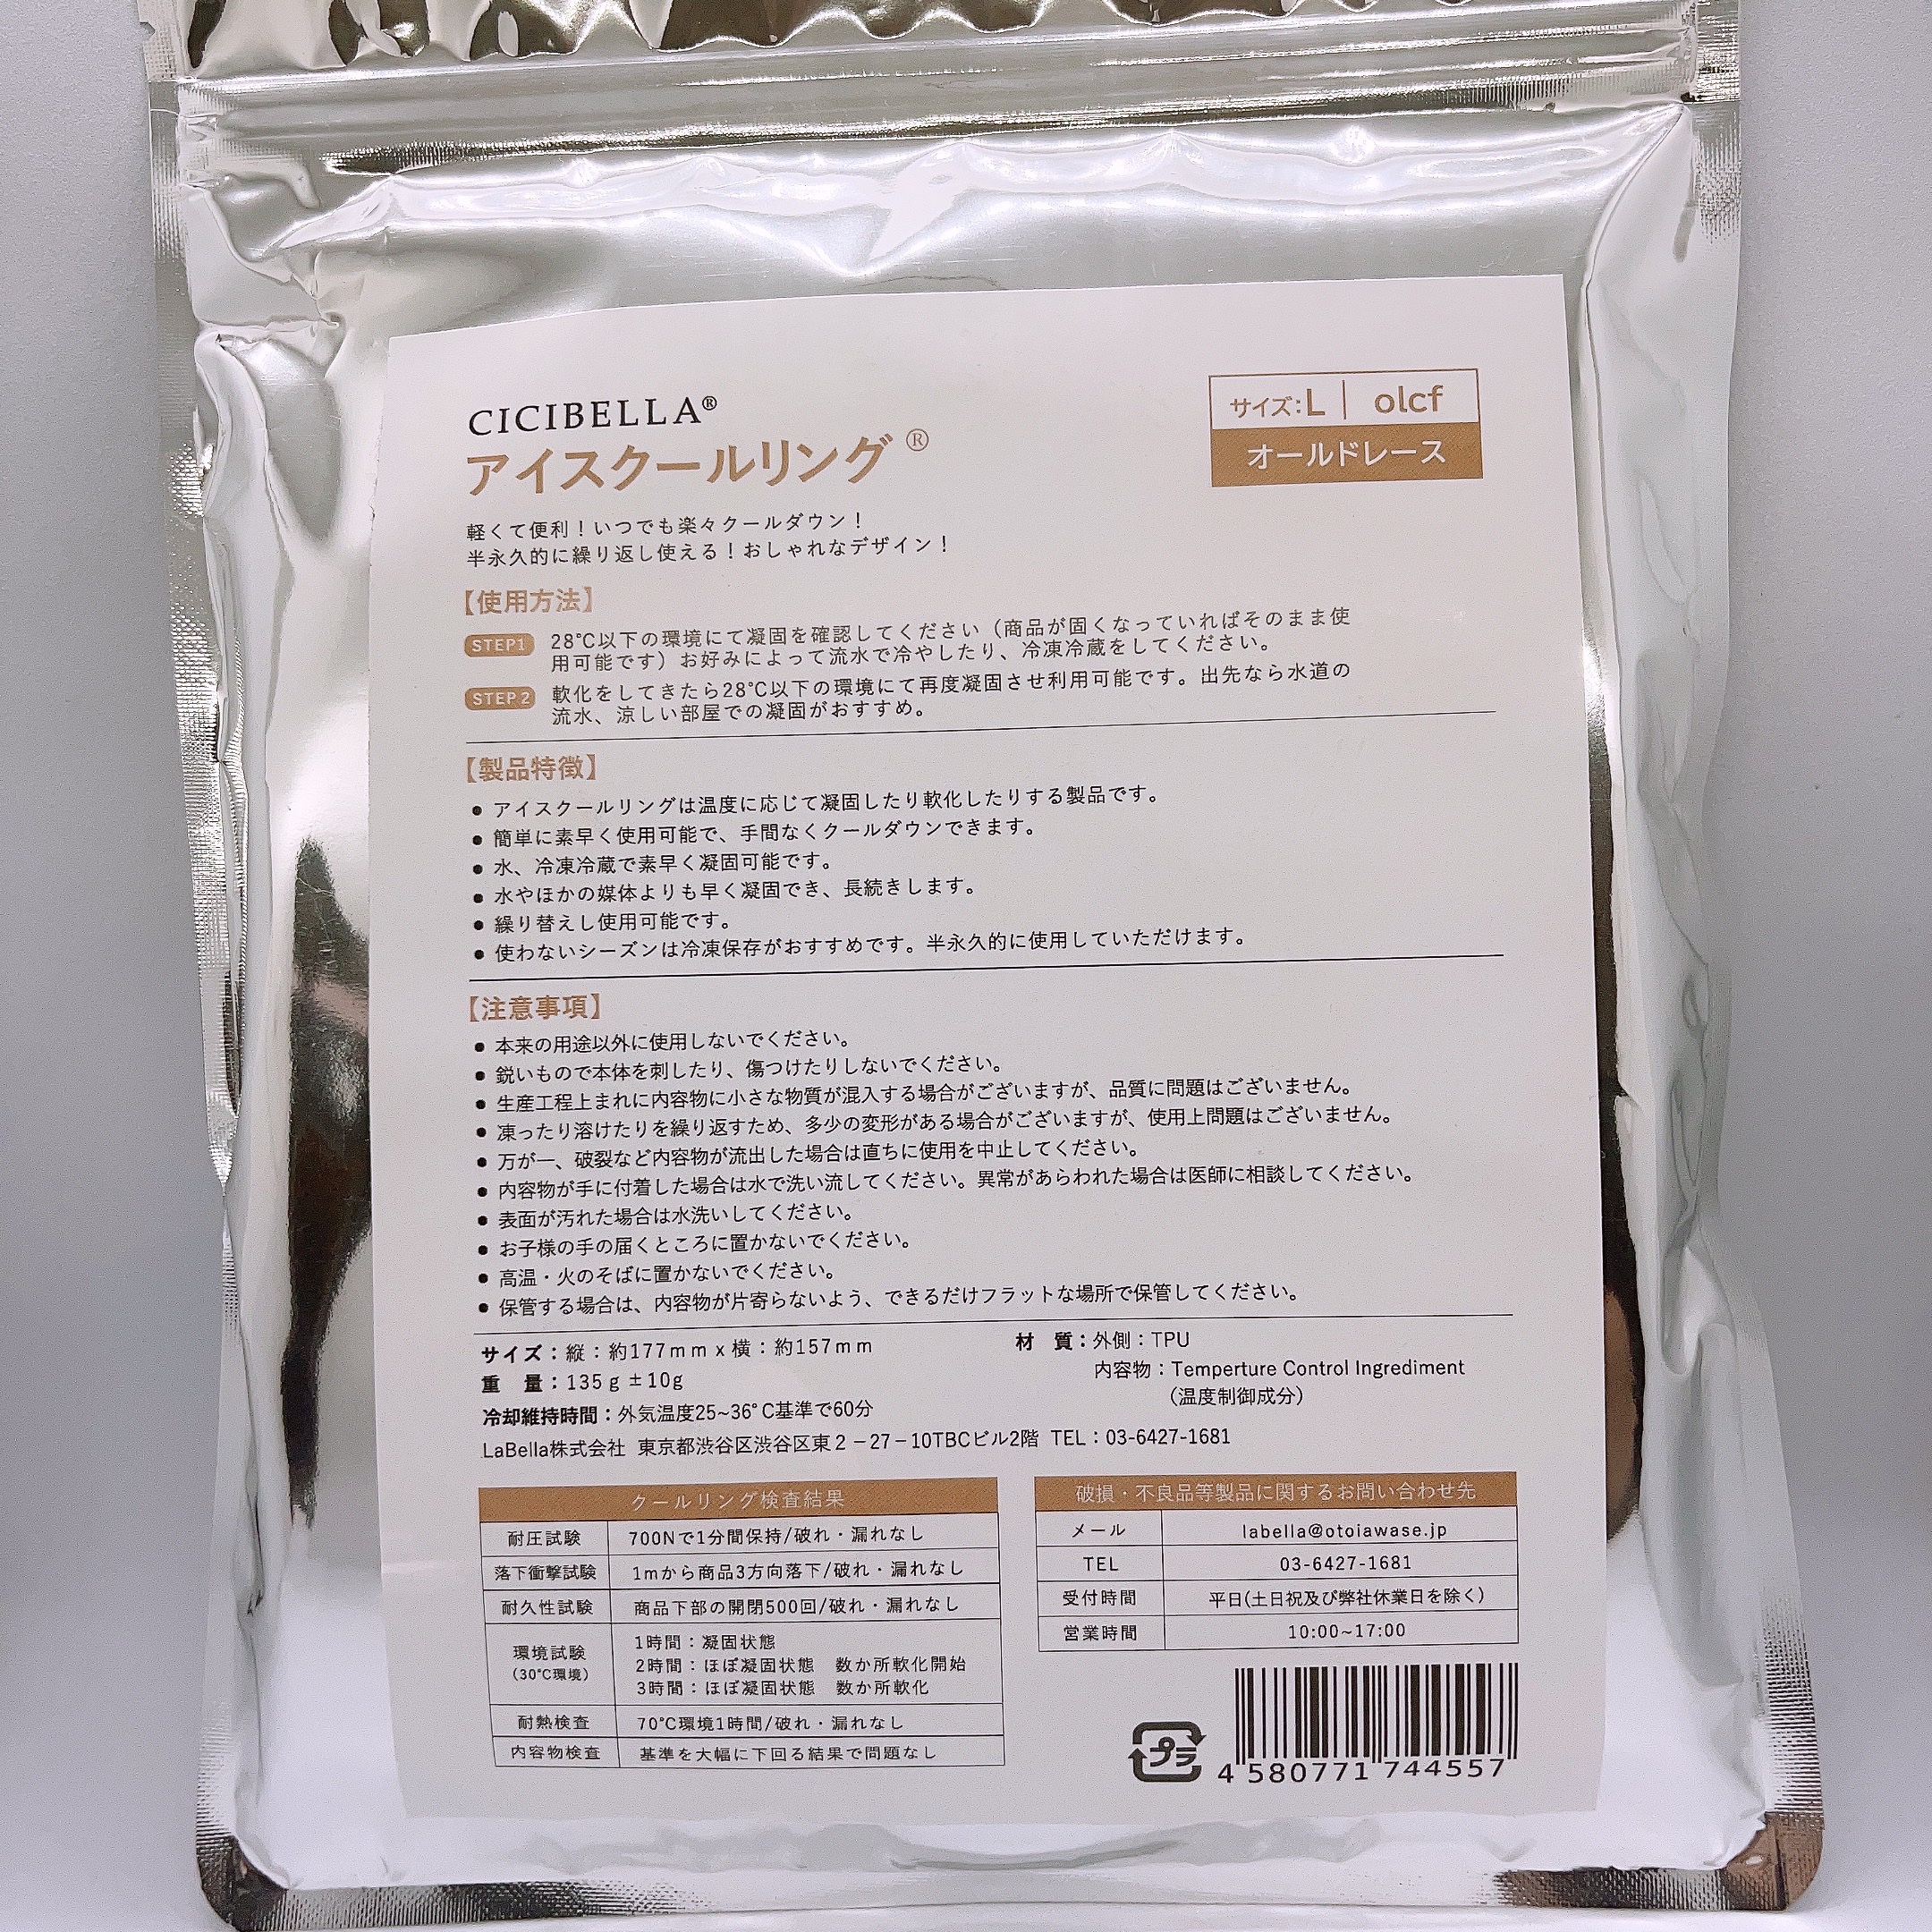 CICIBELLA®
アイスクールリング®
サイズ:L | olcf
オールドレース
軽くて便利！いつでも楽々クールダウン！
半永久的に繰り返し使える！おしゃれなデザイン！
【使用方法】
STEP1 28℃以下の環境にて凝固を確認してください（商品が固くなっていればそのまま使
用可能です）お好みによって流水で冷やしたり、冷凍冷蔵をしてください。
STEP2 軟化をしてきたら28℃以下の環境にて再度凝固させ利用可能です。出先なら水道の
流水、涼しい部屋での凝固がおすすめ。
【製品特徴】
● アイスクールリングは温度に応じて凝固したり軟化したりする製品です。
● 簡単に素早く使用可能で、手間なくクールダウンできます。
● 水、冷凍冷蔵で素早く凝固可能です。
● 水やほかの媒体よりも早く凝固でき、長続きします。
● 繰り替えし使用可能です。
● 使わないシーズンは冷凍保存がおすすめです。半永久的に使用していただけます。
【注意事項】
● 本来の用途以外に使用しないでください。
● 鋭いもので本体を刺したり、傷つけたりしないでください。
● 生産工程上まれに内容物に小さな物質が混入する場合がございますが、品質に問題はございません。
● 凍ったり溶けたりを繰り返すため、多少の変形がある場合がございますが、使用上問題はございません。
● 万が一、破裂など内容物が流出した場合は直ちに使用を中止してください。
● 内容物が手に付着した場合は水で洗い流してください。異常があらわれた場合は医師に相談してください。
● 表面が汚れた場合は水洗いしてください。
● お子様の手の届くところに置かないでください。
● 高温・火のそばに置かないでください。
● 保管する場合は、内容物が片寄らないよう、できるだけフラットな場所で保管してください。
サイズ：縦：約177mm x 横：約157mm
重　量：135g ±10g
冷却維持時間：外気温度25~36°C基準で60分
材　質：外側：TPU
内容物：Temperture Control Ingrediment
（温度制御成分）
LaBella株式会社 東京都渋谷区渋谷区東２－27－10TBCビル2階 TEL：03-6427-1681
クールリング検査結果
耐圧試験 700Nで1分間保持/破れ・漏れなし
落下衝撃試験 1mから商品3方向落下/破れ・漏れなし
耐久性試験 商品下部の開閉500回/破れ・漏れなし
環境試験
（30℃環境）
1時間：凝固状態
2時間：ほぼ凝固状態　数か所軟化開始
3時間：ほぼ凝固状態　数か所軟化
耐熱検査 70℃環境1時間/破れ・漏れなし
内容物検査 基準を大幅に下回る結果で問題なし
破損・不良品等製品に関するお問い合わせ先
メール labella@otoiawase.jp
TEL 03-6427-1681
受付時間 平日(土日祝及び弊社休業日を除く)
営業時間 10:00~17:00
プラ
4 580771 744557